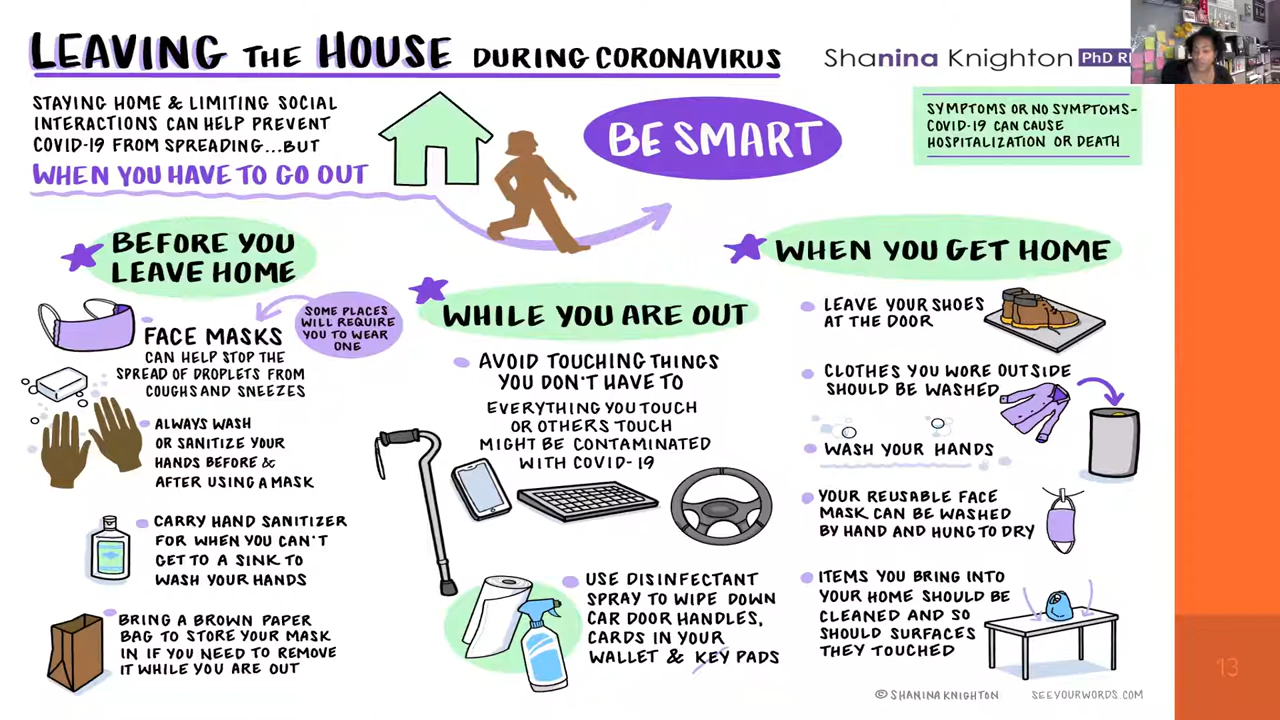 LEAVING THE HOUSE DURING CORONAVIRUS
Shanina Knighton PhD R
STAYING HOME & LIMITING SOCIAL
INTERACTIONS CAN HELP PREVENT
COVID-19 FROM SPREADING...BUT
WHEN YOU HAVE TO GO OUT
BE SMART
SYMPTOMS OR NO SYMPTOMS-
COVID-19 CAN CAUSE
HOSPITALIZATION OR DEATH
BEFORE YOU
LEAVE HOME
SOME PLACES
WILL REQUIRE
YOU TO WEAR
ONE
FACE MASKS
CAN HELP STOP THE
SPREAD OF DROPLETS FROM
COUGHS AND SNEEZES
ALWAYS WASH
OR SANITIZE YOUR
HANDS BEFORE &
AFTER USING A MASK
CARRY HAND SANITIZER
FOR WHEN YOU CAN'T
GET TO A SINK TO
WASH YOUR HANDS
BRING A BROWN PAPER
BAG TO STORE YOUR MASK
IN IF YOU NEED TO REMOVE
IT WHILE YOU ARE OUT
WHILE YOU ARE OUT
AVOID TOUCHING THINGS
YOU DON'T HAVE TO
EVERYTHING YOU TOUCH
OR OTHERS TOUCH
MIGHT BE CONTAMINATED
WITH COVID-19
USE DISINFECTANT
SPRAY TO WIPE DOWN
CAR DOOR HANDLES,
CARDS IN YOUR
WALLET & KEY PADS
WHEN YOU GET HOME
LEAVE YOUR SHOES
AT THE DOOR
CLOTHES YOU WORE OUTSIDE
SHOULD BE WASHED
WASH YOUR HANDS
YOUR REUSABLE FACE
MASK CAN BE WASHED
BY HAND AND HUNG TO DRY
ITEMS YOU BRING INTO
YOUR HOME SHOULD BE
CLEANED AND SO
SHOULD SURFACES
THEY TOUCHED
© SHANINA KNIGHTON SEEYOURWORDS.COM
13